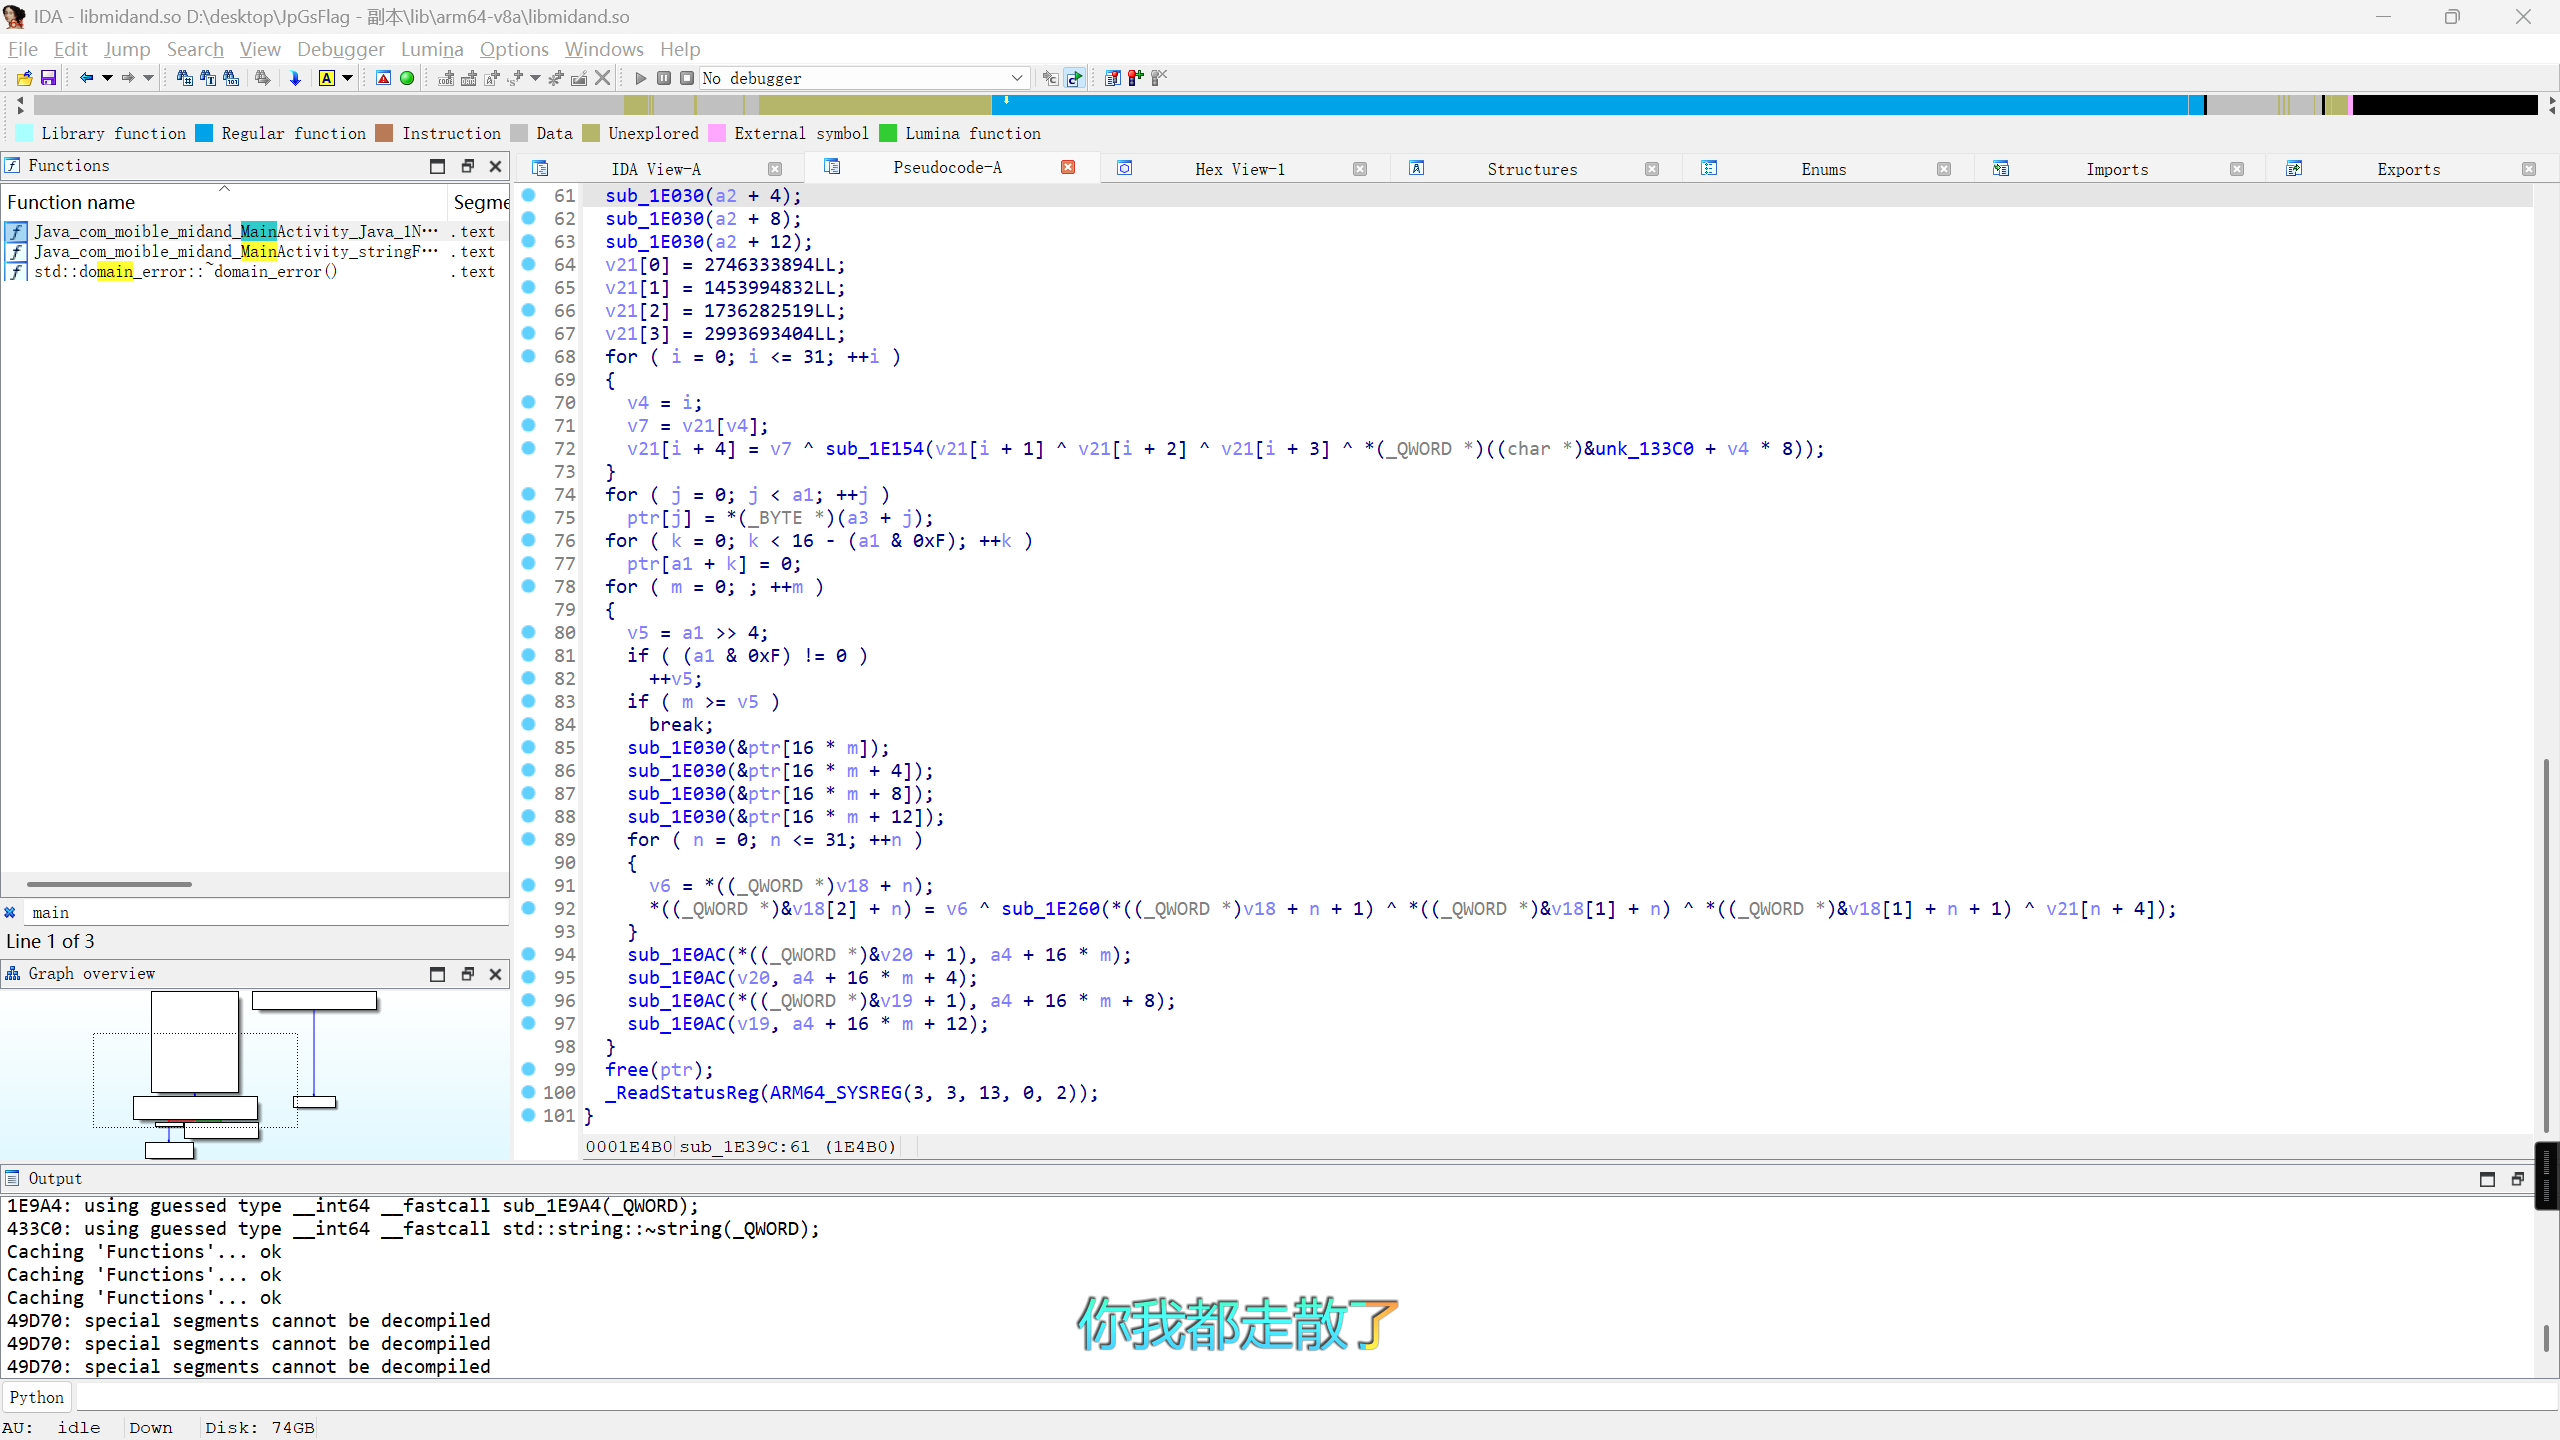 IDA - libmidand.so D:\desktop\JpGsFlag - 副本\lib\arm64-v8a\libmidand.so
File Edit Jump Search View Debugger Lumina Options Windows Help
No debugger
Library function Regular function Instruction Data Unexplored External symbol Lumina function
Functions
Function name Segme
Java_com_moible_midand_MainActivity_Java_1N… .text
Java_com_moible_midand_MainActivity_stringF… .text
std::domain_error::~domain_error() .text
main
Line 1 of 3
Graph overview
IDA View-A Pseudocode-A Hex View-1 Structures Enums Imports Exports
61 sub_1E030(a2 + 4);
62 sub_1E030(a2 + 8);
63 sub_1E030(a2 + 12);
64 v21[0] = 2746333894LL;
65 v21[1] = 1453994832LL;
66 v21[2] = 1736282519LL;
67 v21[3] = 2993693404LL;
68 for ( i = 0; i <= 31; ++i )
69 {
70 v4 = i;
71 v7 = v21[v4];
72 v21[i + 4] = v7 ^ sub_1E154(v21[i + 1] ^ v21[i + 2] ^ v21[i + 3] ^ *(_QWORD *)((char *)&unk_133C0 + v4 * 8));
73 }
74 for ( j = 0; j < a1; ++j )
75 ptr[j] = *(_BYTE *)(a3 + j);
76 for ( k = 0; k < 16 - (a1 & 0xF); ++k )
77 ptr[a1 + k] = 0;
78 for ( m = 0; ; ++m )
79 {
80 v5 = a1 >> 4;
81 if ( (a1 & 0xF) != 0 )
82 ++v5;
83 if ( m >= v5 )
84 break;
85 sub_1E030(&ptr[16 * m]);
86 sub_1E030(&ptr[16 * m + 4]);
87 sub_1E030(&ptr[16 * m + 8]);
88 sub_1E030(&ptr[16 * m + 12]);
89 for ( n = 0; n <= 31; ++n )
90 {
91 v6 = *((_QWORD *)v18 + n);
92 *((_QWORD *)&v18[2] + n) = v6 ^ sub_1E260(*((_QWORD *)v18 + n + 1) ^ *((_QWORD *)&v18[1] + n) ^ *((_QWORD *)&v18[1] + n + 1) ^ v21[n + 4]);
93 }
94 sub_1E0AC(*((_QWORD *)&v20 + 1), a4 + 16 * m);
95 sub_1E0AC(v20, a4 + 16 * m + 4);
96 sub_1E0AC(*((_QWORD *)&v19 + 1), a4 + 16 * m + 8);
97 sub_1E0AC(v19, a4 + 16 * m + 12);
98 }
99 free(ptr);
100 _ReadStatusReg(ARM64_SYSREG(3, 3, 13, 0, 2));
101 }
0001E4B0 sub_1E39C:61 (1E4B0)
Output
1E9A4: using guessed type __int64 __fastcall sub_1E9A4(_QWORD);
433C0: using guessed type __int64 __fastcall std::string::~string(_QWORD);
Caching 'Functions'... ok
Caching 'Functions'... ok
Caching 'Functions'... ok
49D70: special segments cannot be decompiled
49D70: special segments cannot be decompiled
49D70: special segments cannot be decompiled
你我都走散了
Python
AU: idle Down Disk: 74GB